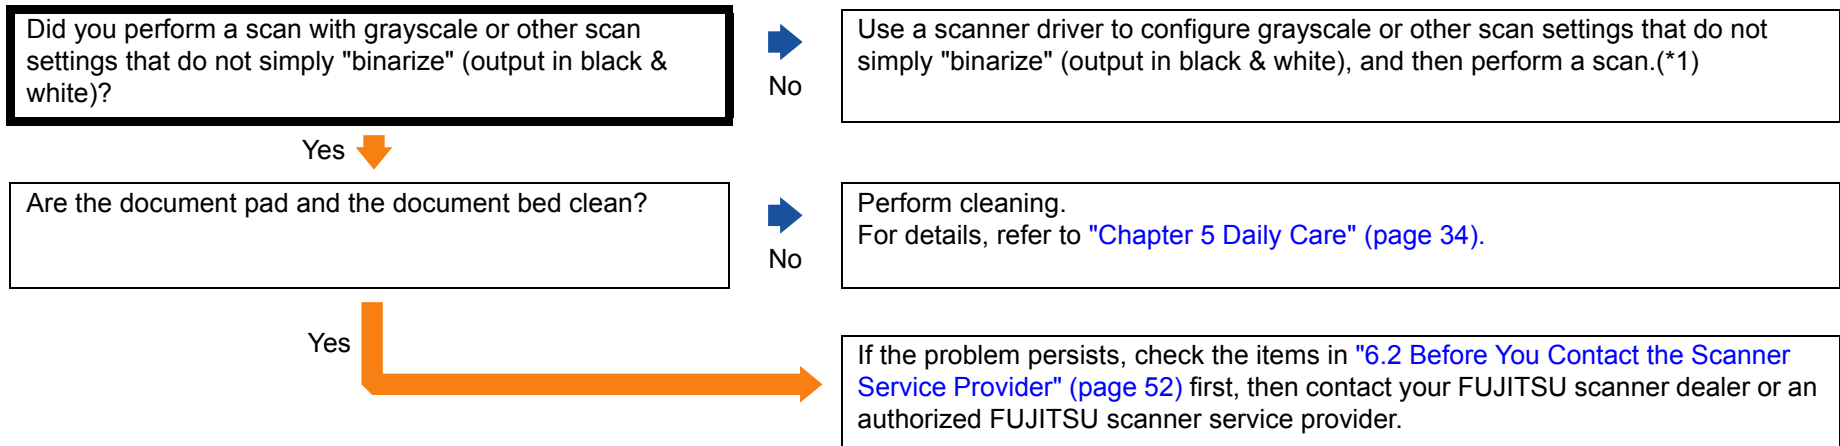 Did you perform a scan with grayscale or other scan
settings that do not simply "binarize" (output in black &
white)?
No
Use a scanner driver to configure grayscale or other scan settings that do not
simply "binarize" (output in black & white), and then perform a scan.(*1)
Yes
Are the document pad and the document bed clean?
No
Perform cleaning.
For details, refer to "Chapter 5 Daily Care" (page 34).
Yes
If the problem persists, check the items in "6.2 Before You Contact the Scanner
Service Provider" (page 52) first, then contact your FUJITSU scanner dealer or an
authorized FUJITSU scanner service provider.